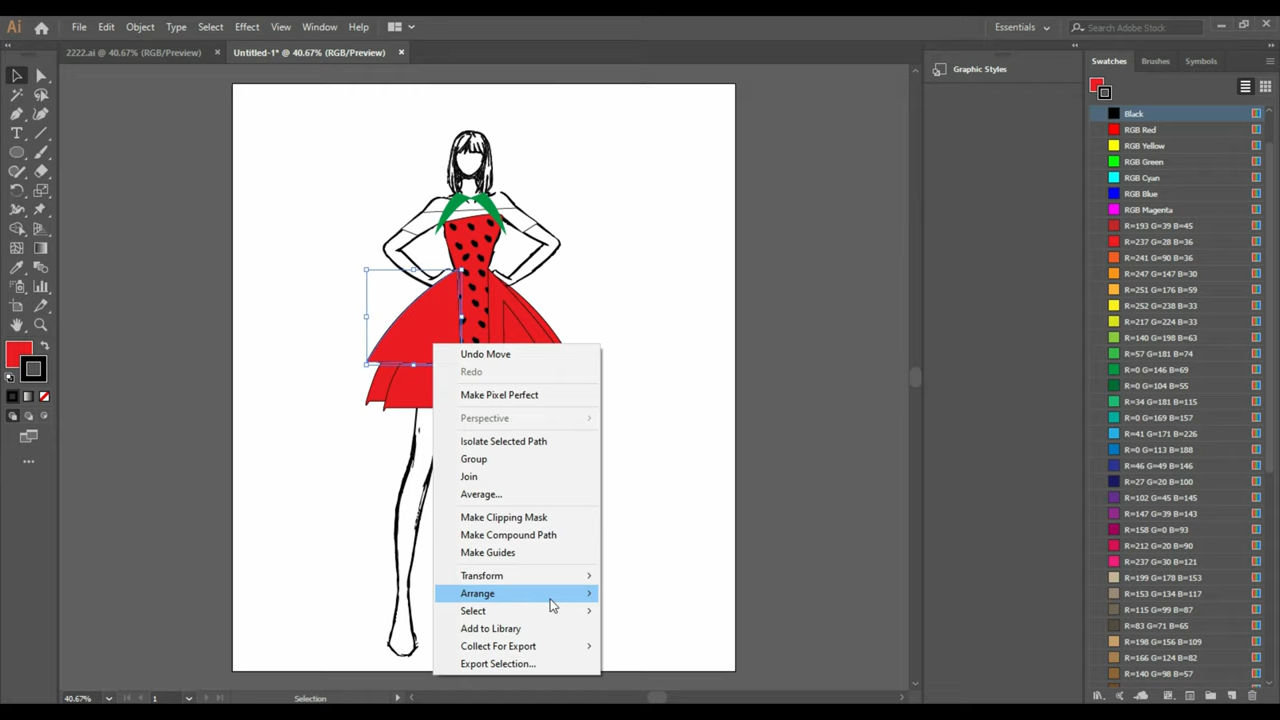 Ai File Edit Object Type Select Effect View Window Help Essentials Search Adobe Stock
2222.ai @ 40.67% (RGB/Preview) × Untitled-1* @ 40.67% (RGB/Preview) ×
Graphic Styles
Swatches Brushes Symbols
Black
RGB Red
RGB Yellow
RGB Green
RGB Cyan
RGB Blue
RGB Magenta
R=193 G=39 B=45
R=237 G=28 B=36
R=241 G=90 B=36
R=247 G=147 B=30
R=251 G=176 B=59
R=252 G=238 B=33
R=217 G=224 B=33
R=140 G=198 B=63
R=57 G=181 B=74
R=0 G=146 B=69
R=0 G=104 B=55
R=34 G=181 B=115
R=0 G=169 B=157
R=41 G=171 B=226
R=0 G=113 B=188
R=46 G=49 B=146
R=27 G=20 B=100
R=102 G=45 B=145
R=147 G=39 B=143
R=158 G=0 B=93
R=212 G=20 B=90
R=237 G=30 B=121
R=199 G=178 B=153
R=153 G=134 B=117
R=115 G=99 B=87
R=83 G=71 B=65
R=198 G=156 B=109
R=166 G=124 B=82
R=140 G=98 B=57
Undo Move
Redo
Make Pixel Perfect
Perspective
Isolate Selected Path
Group
Join
Average...
Make Clipping Mask
Make Compound Path
Make Guides
Transform
Arrange
Select
Add to Library
Collect For Export
Export Selection...
40.67% 1 Selection